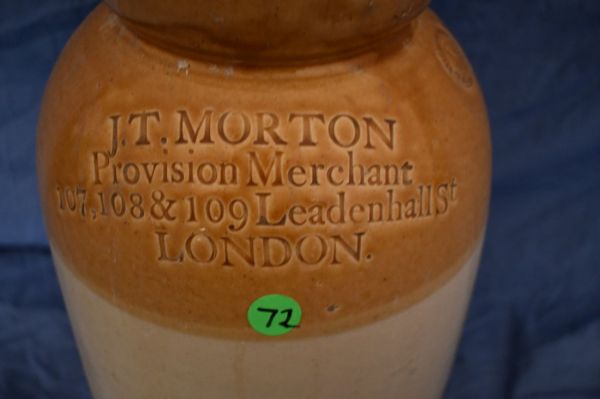 J.T. MORTON
Provision Merchant
107, 108 & 109 Leadenhall St
LONDON.
72